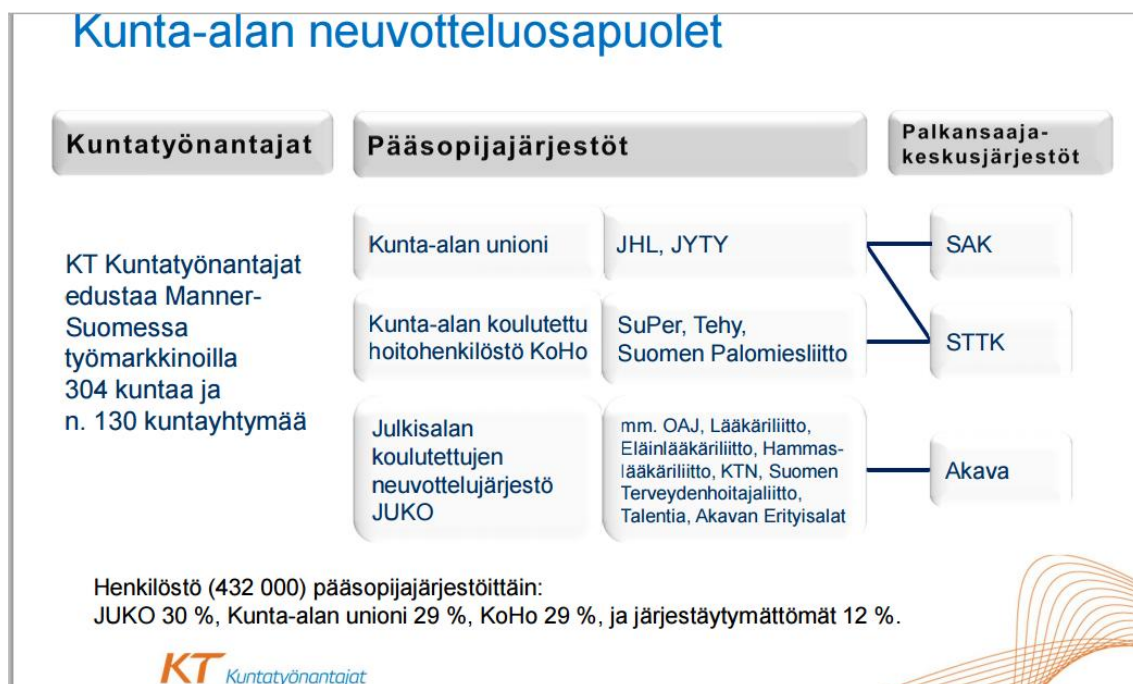 Kunta-alan neuvotteluosapuolet
Kuntatyönantajat
Pääsopijajärjestöt
Palkansaaja-
keskusjärjestöt
KT Kuntatyönantajat
edustaa Manner-
Suomessa
työmarkkinoilla
304 kuntaa ja
n. 130 kuntayhtymää
Kunta-alan unioni
JHL, JYTY
SAK
Kunta-alan koulutettu
hoitohenkilöstö KoHo
SuPer, Tehy,
Suomen Palomiesliitto
STTK
Julkisalan
koulutettujen
neuvottelujärjestö
JUKO
mm. OAJ, Lääkäriliitto,
Eläinlääkäriliitto, Hammas-
lääkäriliitto, KTN, Suomen
Terveydenhoitajaliitto,
Talentia, Akavan Erityisalat
Akava
Henkilöstö (432 000) pääsopijajärjestöittäin:
JUKO 30 %, Kunta-alan unioni 29 %, KoHo 29 %, ja järjestäytymättömät 12 %.
KT Kuntatyönantajat